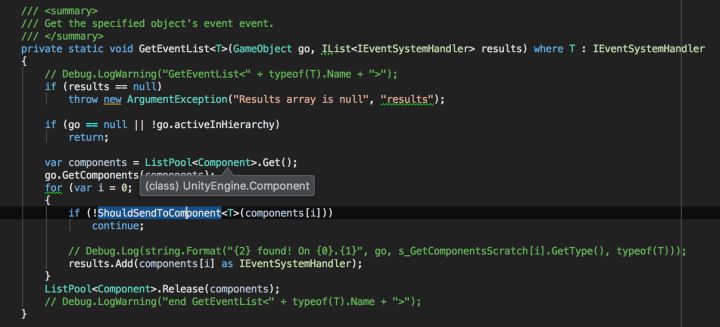 /// <summary>
/// Get the specified object's event event.
/// </summary>
private static void GetEventList<T>(GameObject go, IList<IEventSystemHandler> results) where T : IEventSystemHandler
{
// Debug.LogWarning("GetEventList<" + typeof(T).Name + ">");
if (results == null)
throw new ArgumentException("Results array is null", "results");
if (go == null || !go.activeInHierarchy)
return;
var components = ListPool<Component>.Get();
go.GetComponents(components);
for (var i = 0;
(class) UnityEngine.Component
{
if (!ShouldSendToComponent<T>(components[i]))
continue;
// Debug.Log(string.Format("{2} found! On {0}.{1}", go, s_GetComponentsScratch[i].GetType(), typeof(T)));
results.Add(components[i] as IEventSystemHandler);
}
ListPool<Component>.Release(components);
// Debug.LogWarning("end GetEventList<" + typeof(T).Name + ">");
}